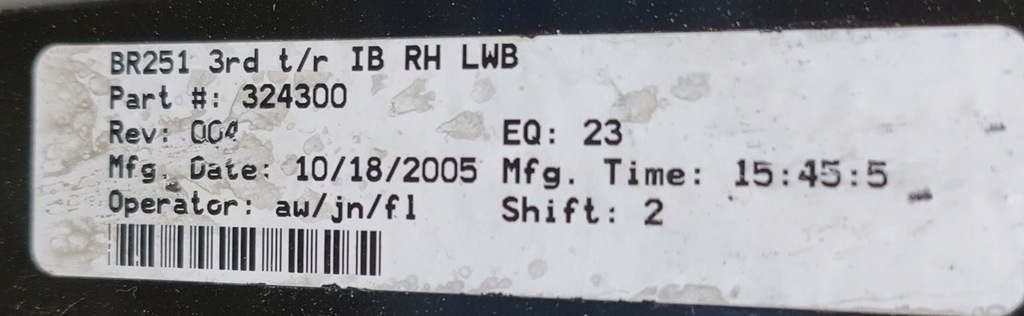 BR251 3rd t/r IB RH LWB
Part #: 324300
Rev: 004 EQ: 23
Mfg. Date: 10/18/2005 Mfg. Time: 15:45:5
Operator: aw/jn/fl Shift: 2